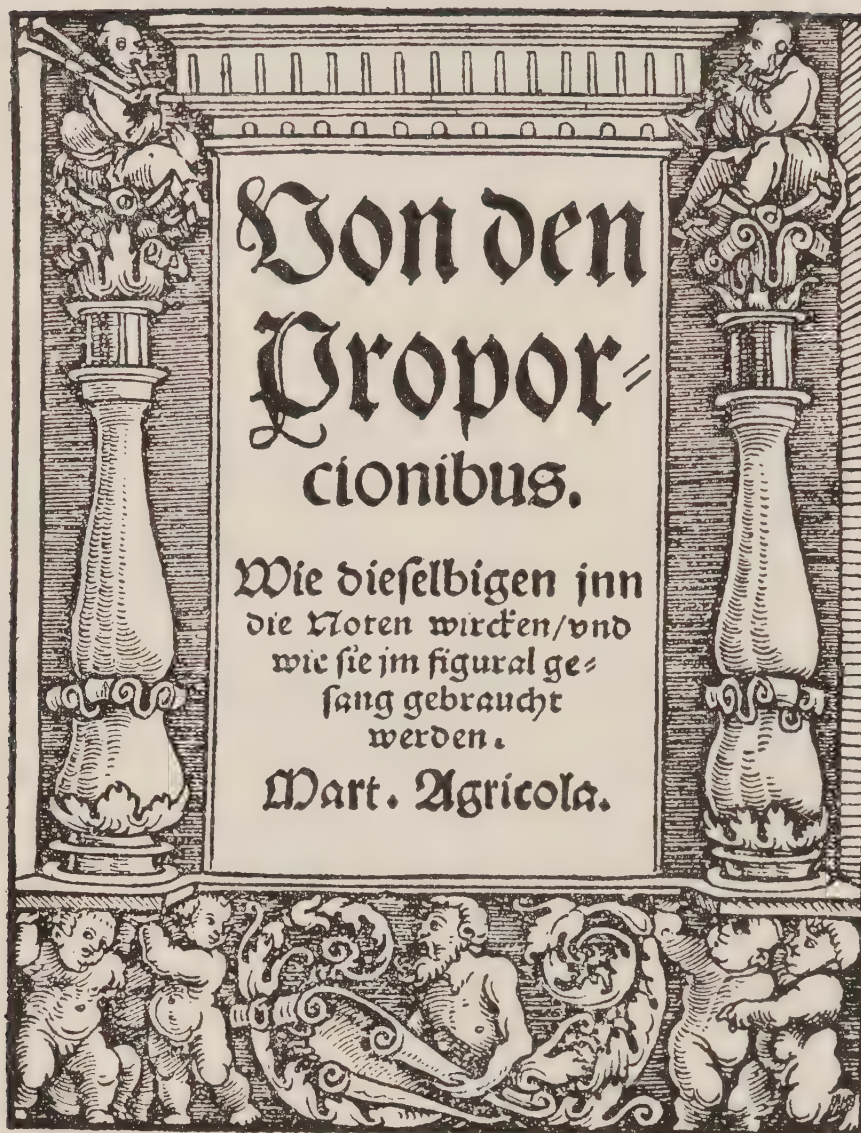 Von den
Propor⸗
cionibus.
Wie dieselbigen jnn
die Noten wircken/vnd
wie sie jm figural ge⸗
sang gebraucht
werden.
Mart. Agricola.